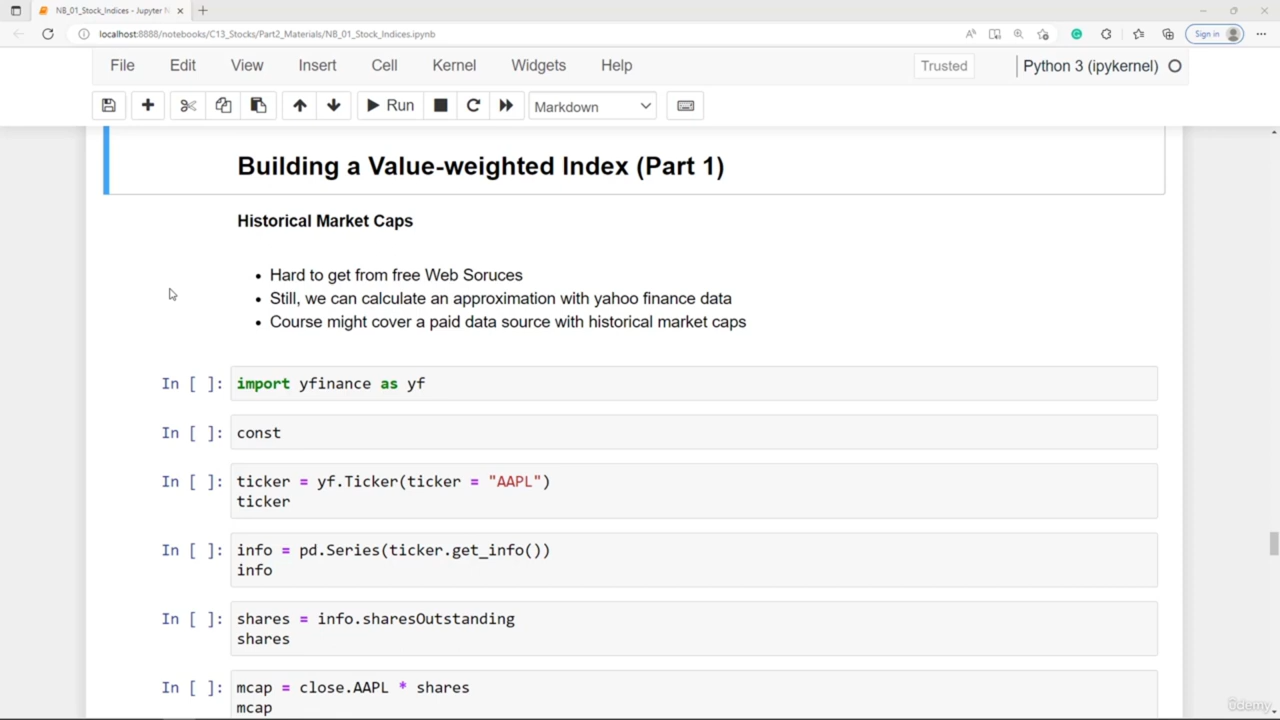 NB_01_Stock_Indices - Jupyter N
localhost:8888/notebooks/C13_Stocks/Part2_Materials/NB_01_Stock_Indices.ipynb
Sign in
File Edit View Insert Cell Kernel Widgets Help Trusted Python 3 (ipykernel)
Run Markdown
Building a Value-weighted Index (Part 1)
Historical Market Caps
• Hard to get from free Web Soruces
• Still, we can calculate an approximation with yahoo finance data
• Course might cover a paid data source with historical market caps
In [ ]: import yfinance as yf
In [ ]: const
In [ ]: ticker = yf.Ticker(ticker = "AAPL")
ticker
In [ ]: info = pd.Series(ticker.get_info())
info
In [ ]: shares = info.sharesOutstanding
shares
In [ ]: mcap = close.AAPL * shares
mcap
ûdemy